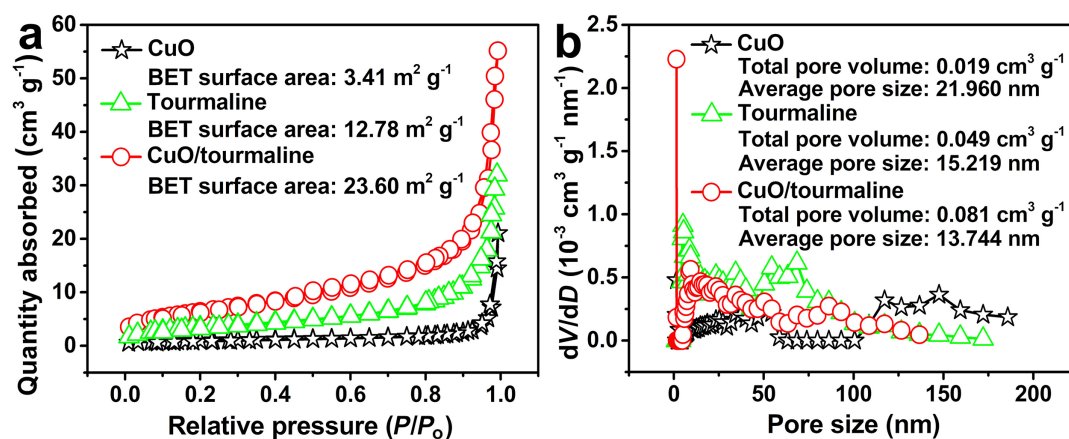 a
60
50
40
30
20
10
0
Quantity absorbed (cm³ g⁻¹)
CuO
BET surface area: 3.41 m² g⁻¹
Tourmaline
BET surface area: 12.78 m² g⁻¹
CuO/tourmaline
BET surface area: 23.60 m² g⁻¹
0.0 0.2 0.4 0.6 0.8 1.0
Relative pressure (P/P₀)
b
2.5
2.0
1.5
1.0
0.5
0.0
dV/dD (10⁻³ cm³ g⁻¹ nm⁻¹)
CuO
Total pore volume: 0.019 cm³ g⁻¹
Average pore size: 21.960 nm
Tourmaline
Total pore volume: 0.049 cm³ g⁻¹
Average pore size: 15.219 nm
CuO/tourmaline
Total pore volume: 0.081 cm³ g⁻¹
Average pore size: 13.744 nm
0 50 100 150 200
Pore size (nm)